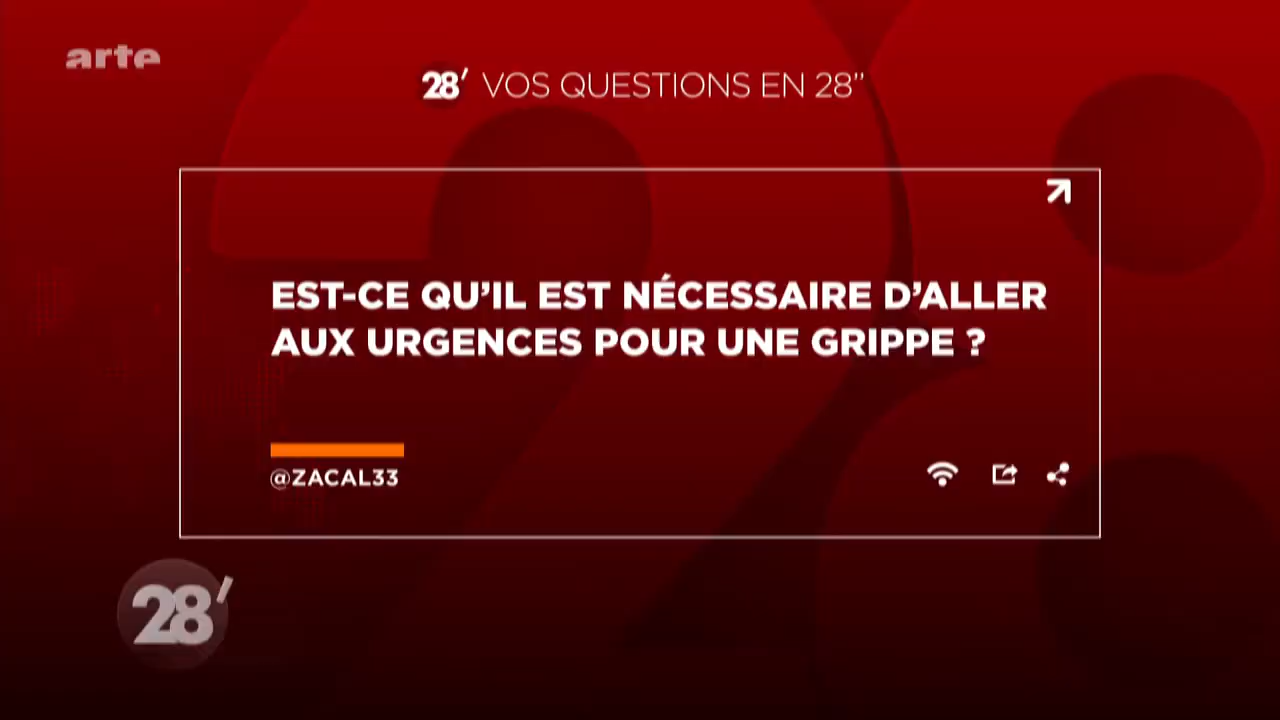 arte
28' VOS QUESTIONS EN 28”
EST-CE QU’IL EST NÉCESSAIRE D’ALLER
AUX URGENCES POUR UNE GRIPPE ?
@ZACAL33
28'